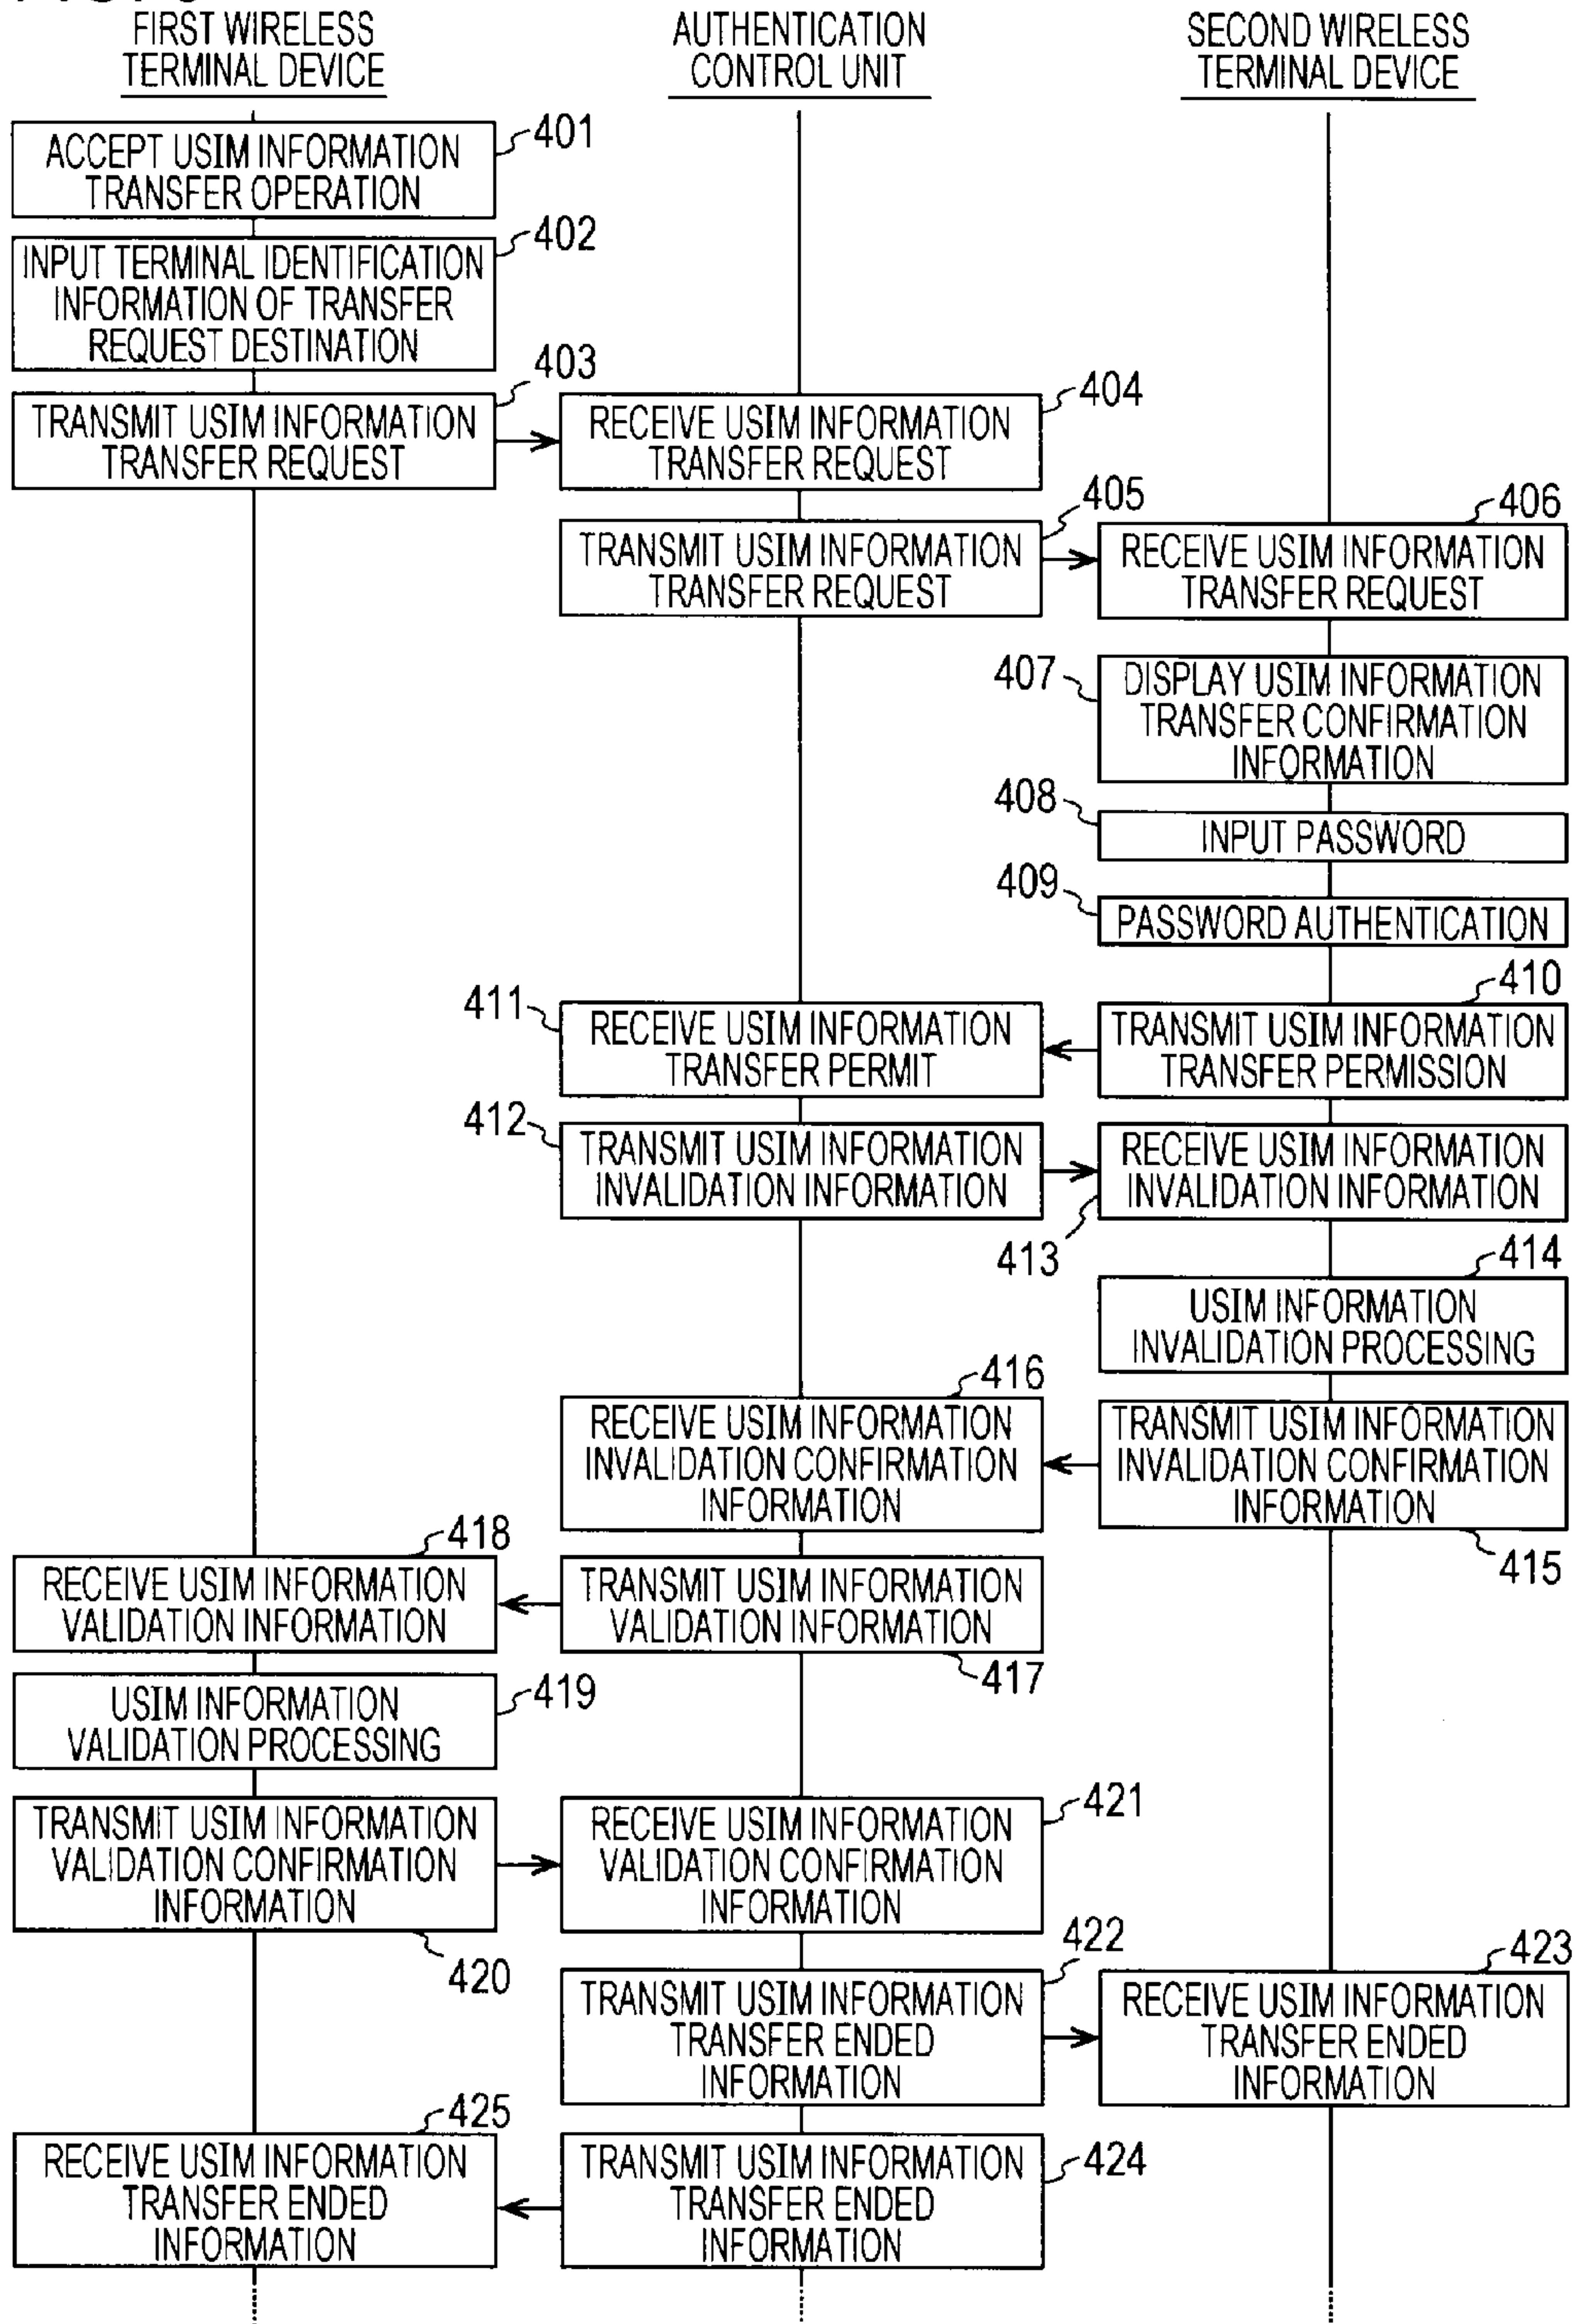 FIRST WIRELESS
TERMINAL DEVICE
AUTHENTICATION
CONTROL UNIT
SECOND WIRELESS
TERMINAL DEVICE
401
ACCEPT USIM INFORMATION
TRANSFER OPERATION
402
INPUT TERMINAL IDENTIFICATION
INFORMATION OF TRANSFER
REQUEST DESTINATION
403
TRANSMIT USIM INFORMATION
TRANSFER REQUEST
404
RECEIVE USIM INFORMATION
TRANSFER REQUEST
405
TRANSMIT USIM INFORMATION
TRANSFER REQUEST
406
RECEIVE USIM INFORMATION
TRANSFER REQUEST
407
DISPLAY USIM INFORMATION
TRANSFER CONFIRMATION
INFORMATION
408
INPUT PASSWORD
409
PASSWORD AUTHENTICATION
410
TRANSMIT USIM INFORMATION
TRANSFER PERMISSION
411
RECEIVE USIM INFORMATION
TRANSFER PERMIT
412
TRANSMIT USIM INFORMATION
INVALIDATION INFORMATION
RECEIVE USIM INFORMATION
INVALIDATION INFORMATION
413
414
USIM INFORMATION
INVALIDATION PROCESSING
TRANSMIT USIM INFORMATION
INVALIDATION CONFIRMATION
INFORMATION
415
416
RECEIVE USIM INFORMATION
INVALIDATION CONFIRMATION
INFORMATION
TRANSMIT USIM INFORMATION
VALIDATION INFORMATION
417
418
RECEIVE USIM INFORMATION
VALIDATION INFORMATION
419
USIM INFORMATION
VALIDATION PROCESSING
TRANSMIT USIM INFORMATION
VALIDATION CONFIRMATION
INFORMATION
420
421
RECEIVE USIM INFORMATION
VALIDATION CONFIRMATION
INFORMATION
422
TRANSMIT USIM INFORMATION
TRANSFER ENDED
INFORMATION
423
RECEIVE USIM INFORMATION
TRANSFER ENDED
INFORMATION
424
TRANSMIT USIM INFORMATION
TRANSFER ENDED
INFORMATION
425
RECEIVE USIM INFORMATION
TRANSFER ENDED
INFORMATION